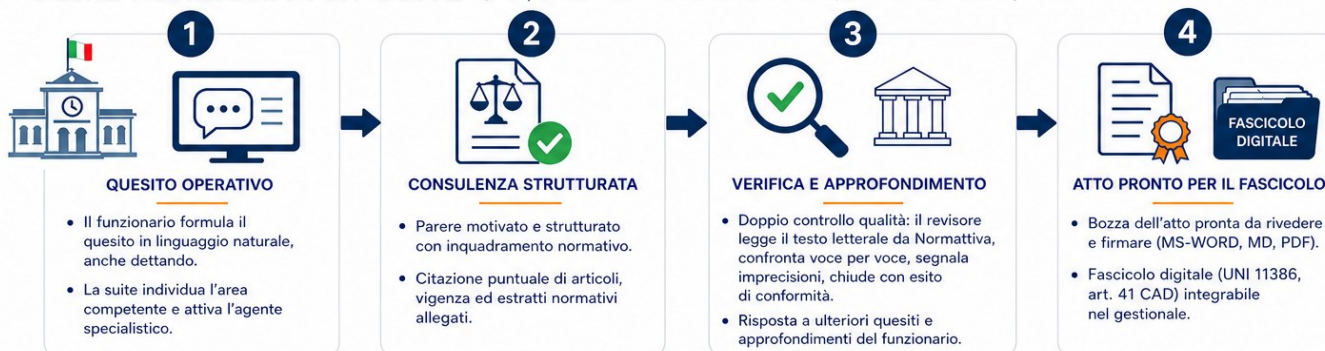 1
QUESITO OPERATIVO
• Il funzionario formula il
quesito in linguaggio naturale,
anche dettando.
• La suite individua l'area
competente e attiva l'agente
specialistico.
2
CONSULENZA STRUTTURATA
• Parere motivato e strutturato
con inquadramento normativo.
• Citazione puntuale di articoli,
vigenza ed estratti normativi
allegati.
3
VERIFICA E APPROFONDIMENTO
• Doppio controllo qualità: il revisore
legge il testo letterale da Normattiva,
confronta voce per voce, segnala
imprecisioni, chiude con esito
di conformità.
• Risposta a ulteriori quesiti e
approfondimenti del funzionario.
4
FASCICOLO
DIGITALE
ATTO PRONTO PER IL FASCICOLO
• Bozza dell'atto pronta da rivedere
e firmare (MS-WORD, MD, PDF).
• Fascicolo digitale (UNI 11386,
art. 41 CAD) integrabile
nel gestionale.